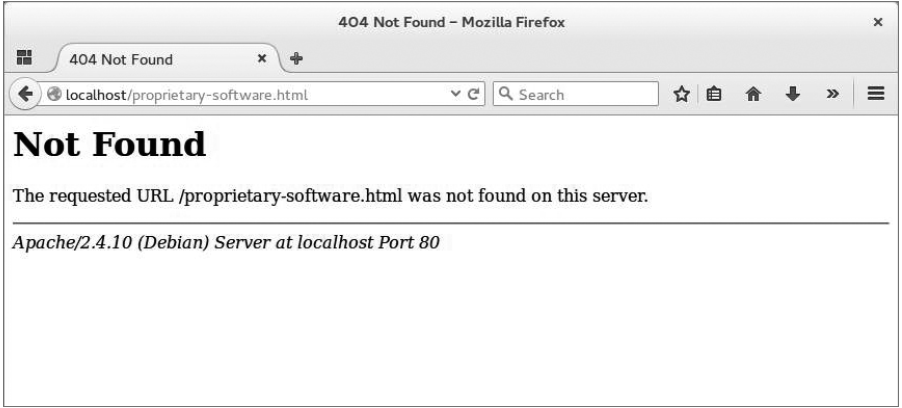 404 Not Found – Mozilla Firefox
404 Not Found
localhost/proprietary-software.html
Search
Not Found
The requested URL /proprietary-software.html was not found on this server.
Apache/2.4.10 (Debian) Server at localhost Port 80